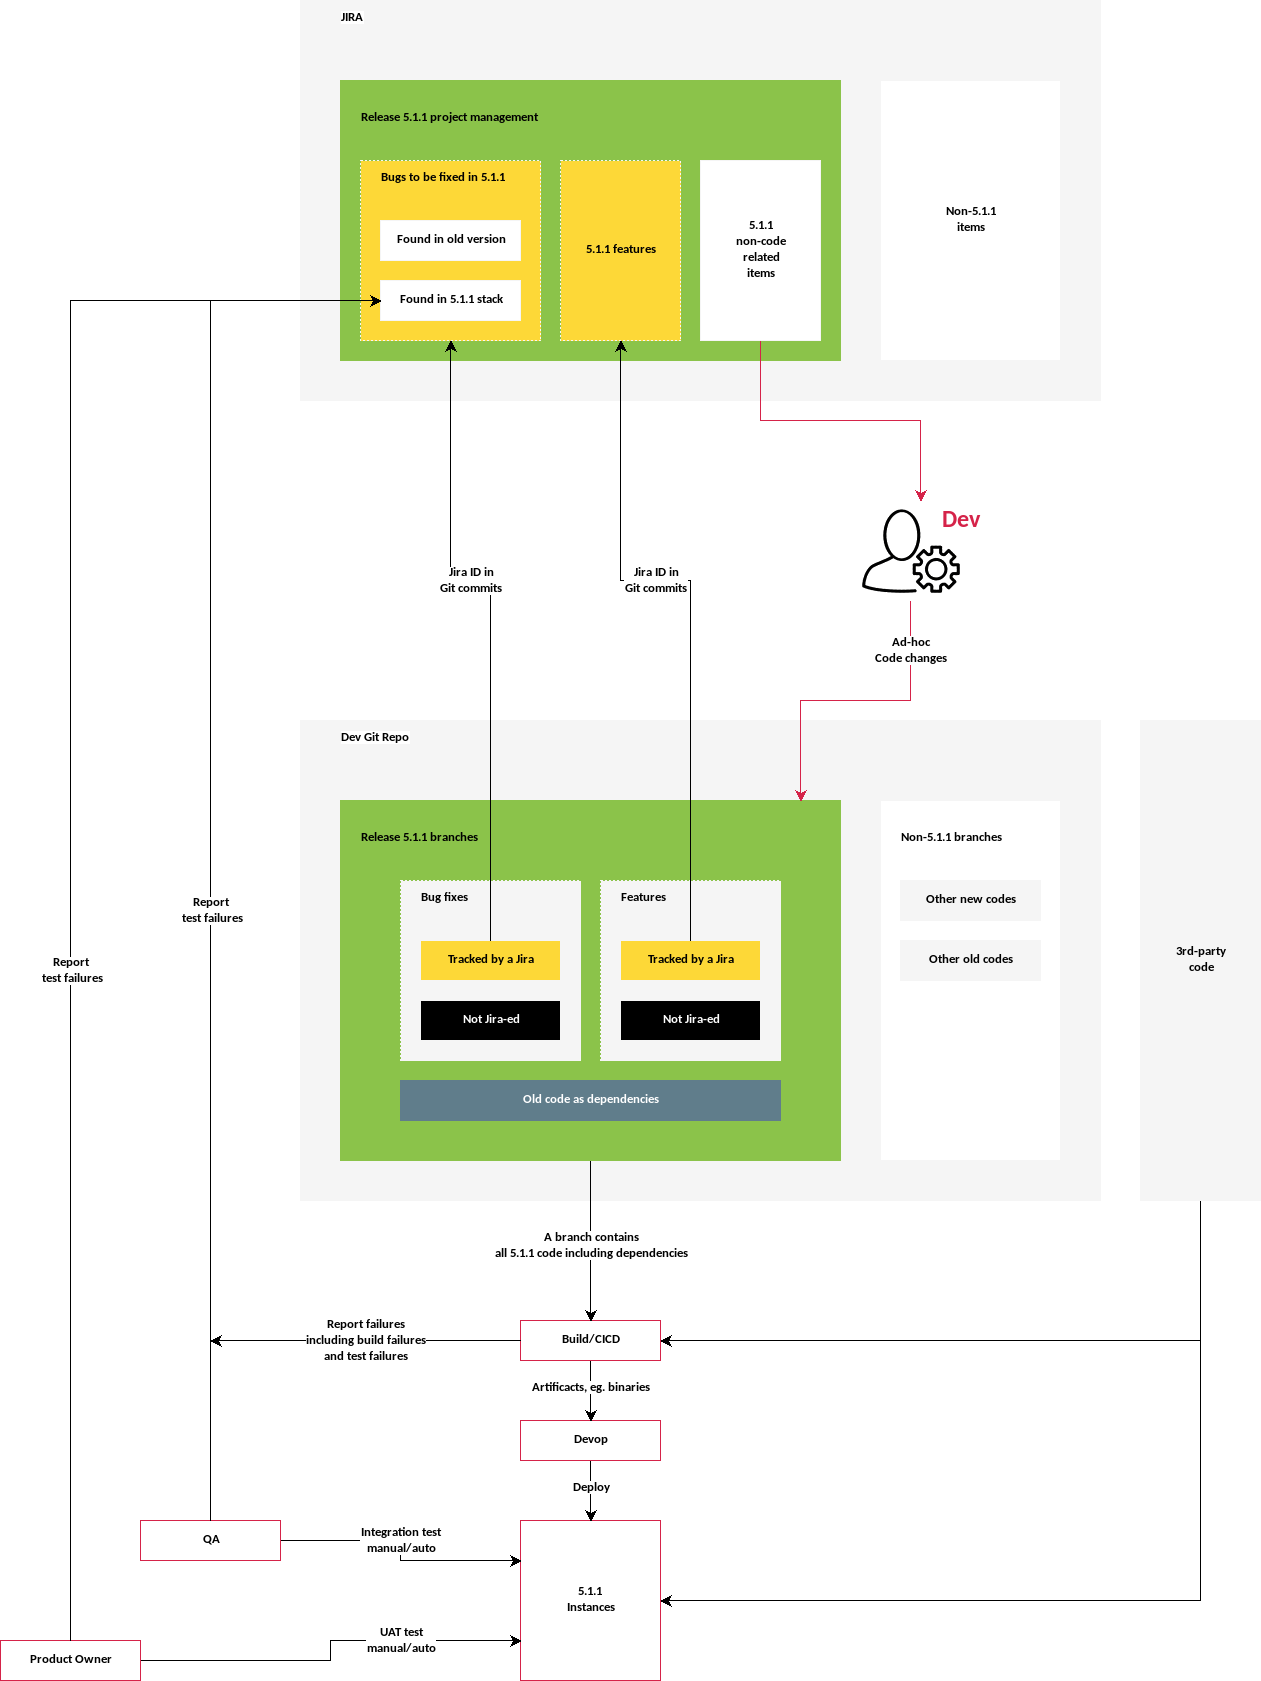 JIRA
Release 5.1.1 project management
Bugs to be fixed in 5.1.1
Found in old version
Found in 5.1.1 stack
5.1.1 features
5.1.1
non-code
related
items
Non-5.1.1
items
Dev
Jira ID in
Git commits
Jira ID in
Git commits
Ad-hoc
Code changes
Dev Git Repo
Release 5.1.1 branches
Bug fixes
Tracked by a Jira
Not Jira-ed
Features
Tracked by a Jira
Not Jira-ed
Old code as dependencies
Non-5.1.1 branches
Other new codes
Other old codes
3rd-party
code
Report
test failures
Report
test failures
A branch contains
all 5.1.1 code including dependencies
Report failures
including build failures
and test failures
Build/CICD
Artificacts, eg. binaries
Devop
Deploy
QA
Integration test
manual/auto
5.1.1
Instances
Product Owner
UAT test
manual/auto